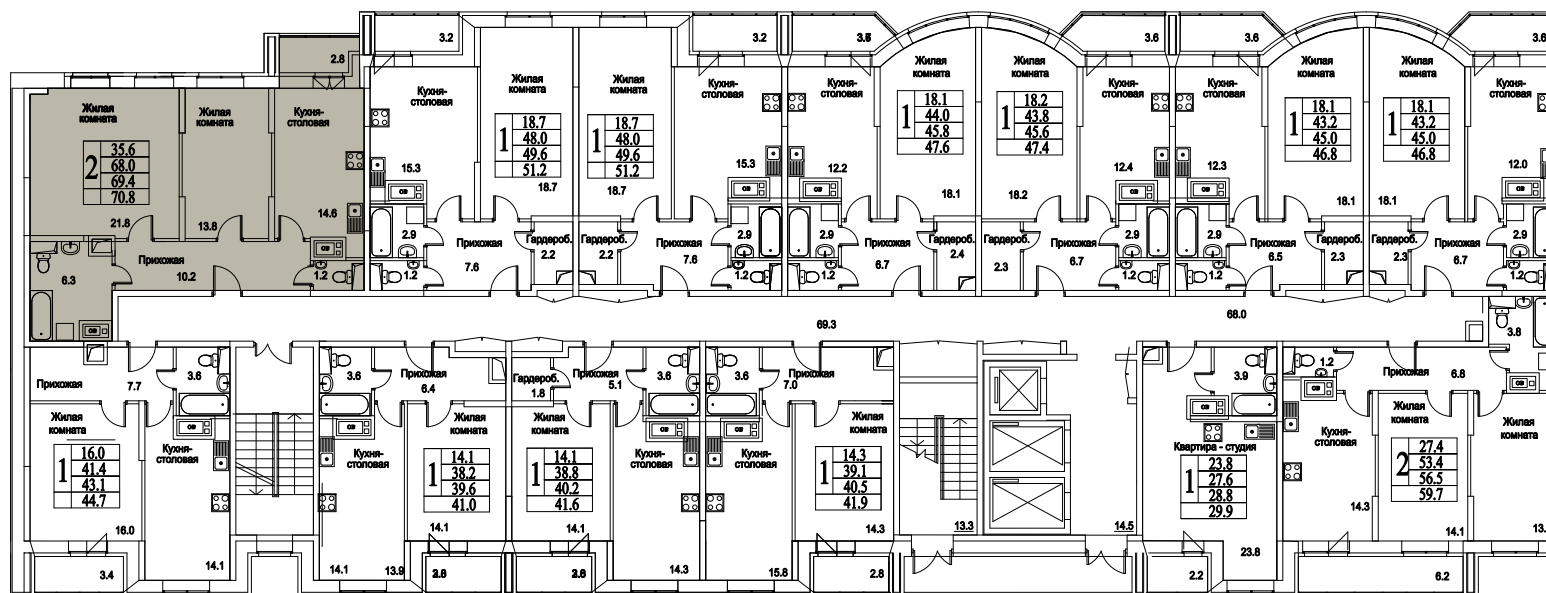 2.8
Жилая
комната
Жилая
комната
Кухня-
столовая
2
35.6
68.0
69.4
70.8
21.8
13.8
14.6
ОВ
Прихожая
10.2
6.3
1.2
ОВ
3.2
Кухня-
столовая
Жилая
комната
1
18.7
48.0
49.6
51.2
15.3
18.7
ОВ
2.9
Прихожая
7.6
1.2
Гардероб.
2.2
3.2
Жилая
комната
Кухня-
столовая
1
18.7
48.0
49.6
51.2
18.7
15.3
ОВ
Гардероб.
2.2
Прихожая
7.6
2.9
1.2
Кухня-
столовая
Жилая
комната
1
18.1
44.0
45.8
47.6
12.2
18.1
ОВ
2.9
1.2
Прихожая
6.7
Гардероб.
2.4
3.6
Жилая
комната
Кухня-
столовая
1
18.2
43.8
45.6
47.4
18.2
12.4
ОВ
Гардероб.
2.3
Прихожая
6.7
2.9
1.2
3.6
Кухня-
столовая
Жилая
комната
1
18.1
43.2
45.0
46.8
12.3
18.1
ОВ
2.9
1.2
Прихожая
6.5
Гардероб.
2.3
3.6
Жилая
комната
Кухня-
столовая
1
18.1
43.2
45.0
46.8
18.1
12.0
ОВ
Гардероб.
2.3
Прихожая
6.7
2.9
1.2
69.3
68.0
Прихожая
7.7
3.6
Жилая
комната
ОВ
Кухня-
столовая
1
16.0
41.4
43.1
44.7
16.0
14.1
3.4
3.6
Прихожая
6.4
ОВ
Кухня-
столовая
Жилая
комната
1
14.1
38.2
39.6
41.0
14.1
14.1
13.9
Гардероб.
1.8
Прихожая
5.1
3.6
Жилая
комната
ОВ
Кухня-
столовая
1
14.1
38.8
40.2
41.6
14.1
14.3
3.6
Прихожая
7.0
ОВ
Кухня-
столовая
Жилая
комната
1
14.3
39.1
40.5
41.9
14.3
15.8
2.8
13.3
14.5
3.9
ОВ
Квартира - студия
1
23.8
27.6
28.8
29.9
23.8
2.2
1.2
Прихожая
6.8
3.8
ОВ
ОВ
Кухня-
столовая
Жилая
комната
Жилая
комната
2
27.4
53.4
56.5
59.7
14.3
14.1
6.2